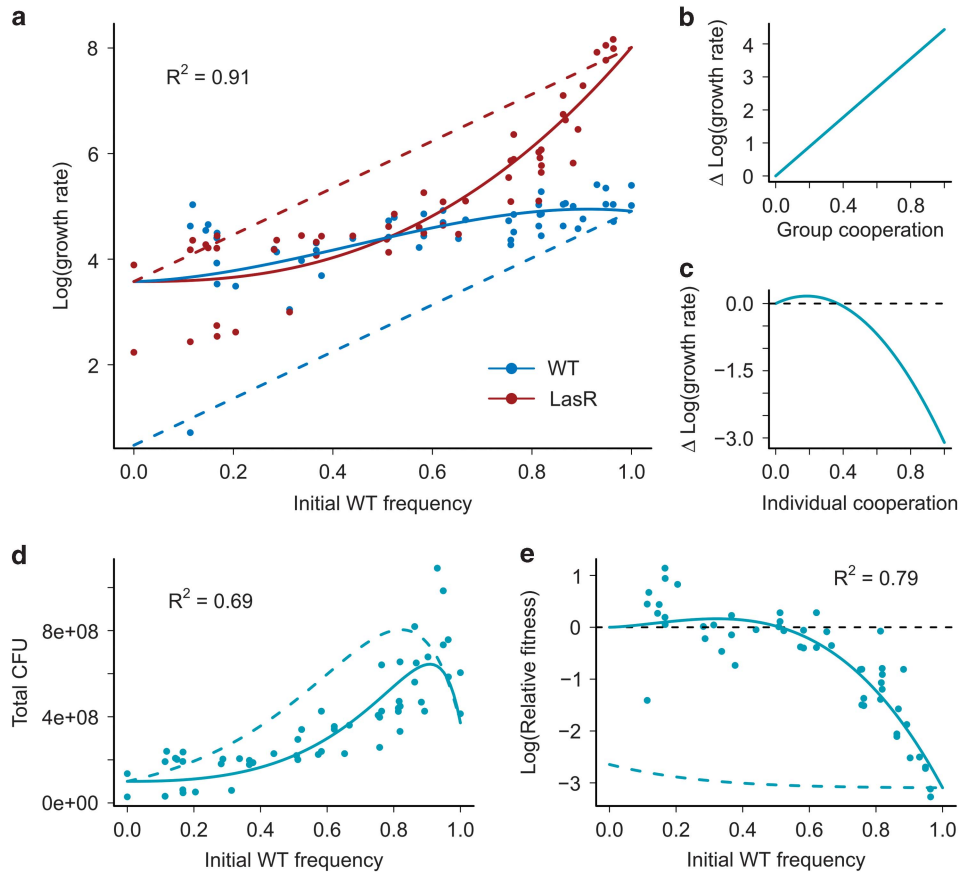 a
R² = 0.91
Log(growth rate)
8
6
4
2
WT
LasR
0.0 0.2 0.4 0.6 0.8 1.0
Initial WT frequency
b
Δ Log(growth rate)
4
3
2
1
0
0.0 0.4 0.8
Group cooperation
c
Δ Log(growth rate)
0.0
−1.5
−3.0
0.0 0.4 0.8
Individual cooperation
d
R² = 0.69
Total CFU
8e+08
4e+08
0e+00
0.0 0.2 0.4 0.6 0.8 1.0
Initial WT frequency
e
R² = 0.79
Log(Relative fitness)
1
0
−1
−2
−3
0.0 0.2 0.4 0.6 0.8 1.0
Initial WT frequency